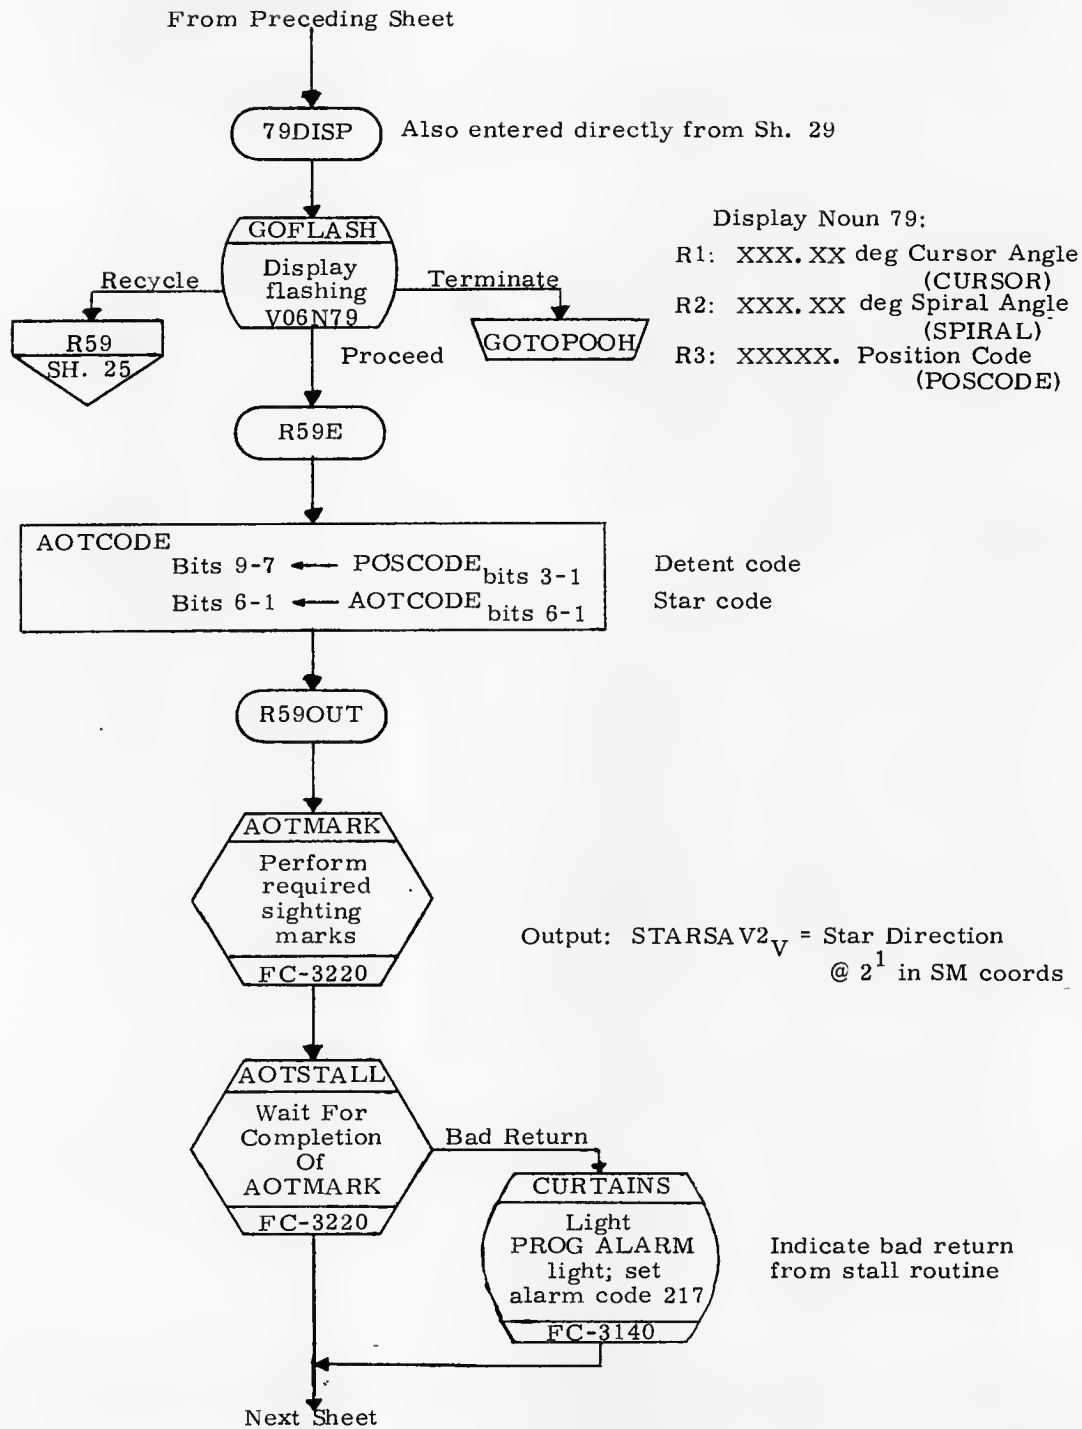 From Preceding Sheet
79DISP
Also entered directly from Sh. 29
GOFLASH
Display
flashing
V06N79
Recycle
Terminate
R59
SH. 25
GOTOPOOH
Proceed
Display Noun 79:
R1: XXX.XX deg Cursor Angle
(CURSOR)
R2: XXX.XX deg Spiral Angle
(SPIRAL)
R3: XXXXX. Position Code
(POSCODE)
R59E
AOTCODE
Bits 9-7 ← POSCODE bits 3-1
Detent code
Bits 6-1 ← AOTCODE bits 6-1
Star code
R59OUT
AOTMARK
Perform
required
sighting
marks
FC-3220
Output: STARSAV2V = Star Direction
@ 2^1 in SM coords
AOTSTALL
Wait For
Completion
Of
AOTMARK
FC-3220
Bad Return
CURTAINS
Light
PROG ALARM
light; set
alarm code 217
FC-3140
Indicate bad return
from stall routine
Next Sheet